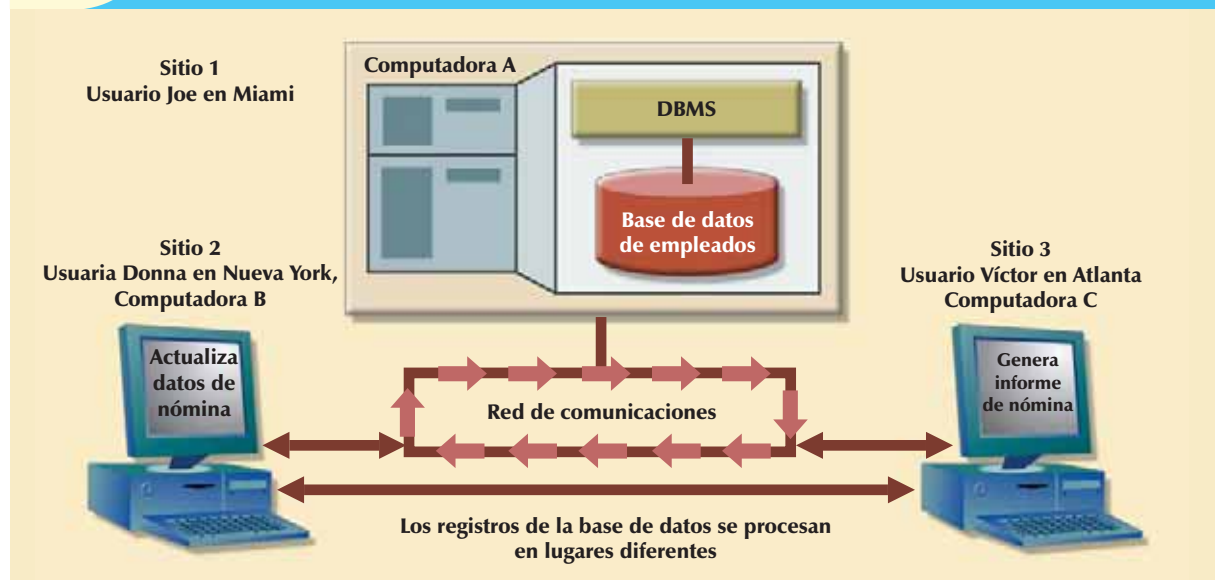 Sitio 1
Usuario Joe en Miami
Computadora A
DBMS
Base de datos
de empleados
Sitio 2
Usuaria Donna en Nueva York,
Computadora B
Sitio 3
Usuario Víctor en Atlanta
Computadora C
Actualiza
datos de
nómina
Red de comunicaciones
Genera
informe
de nómina
Los registros de la base de datos se procesan
en lugares diferentes